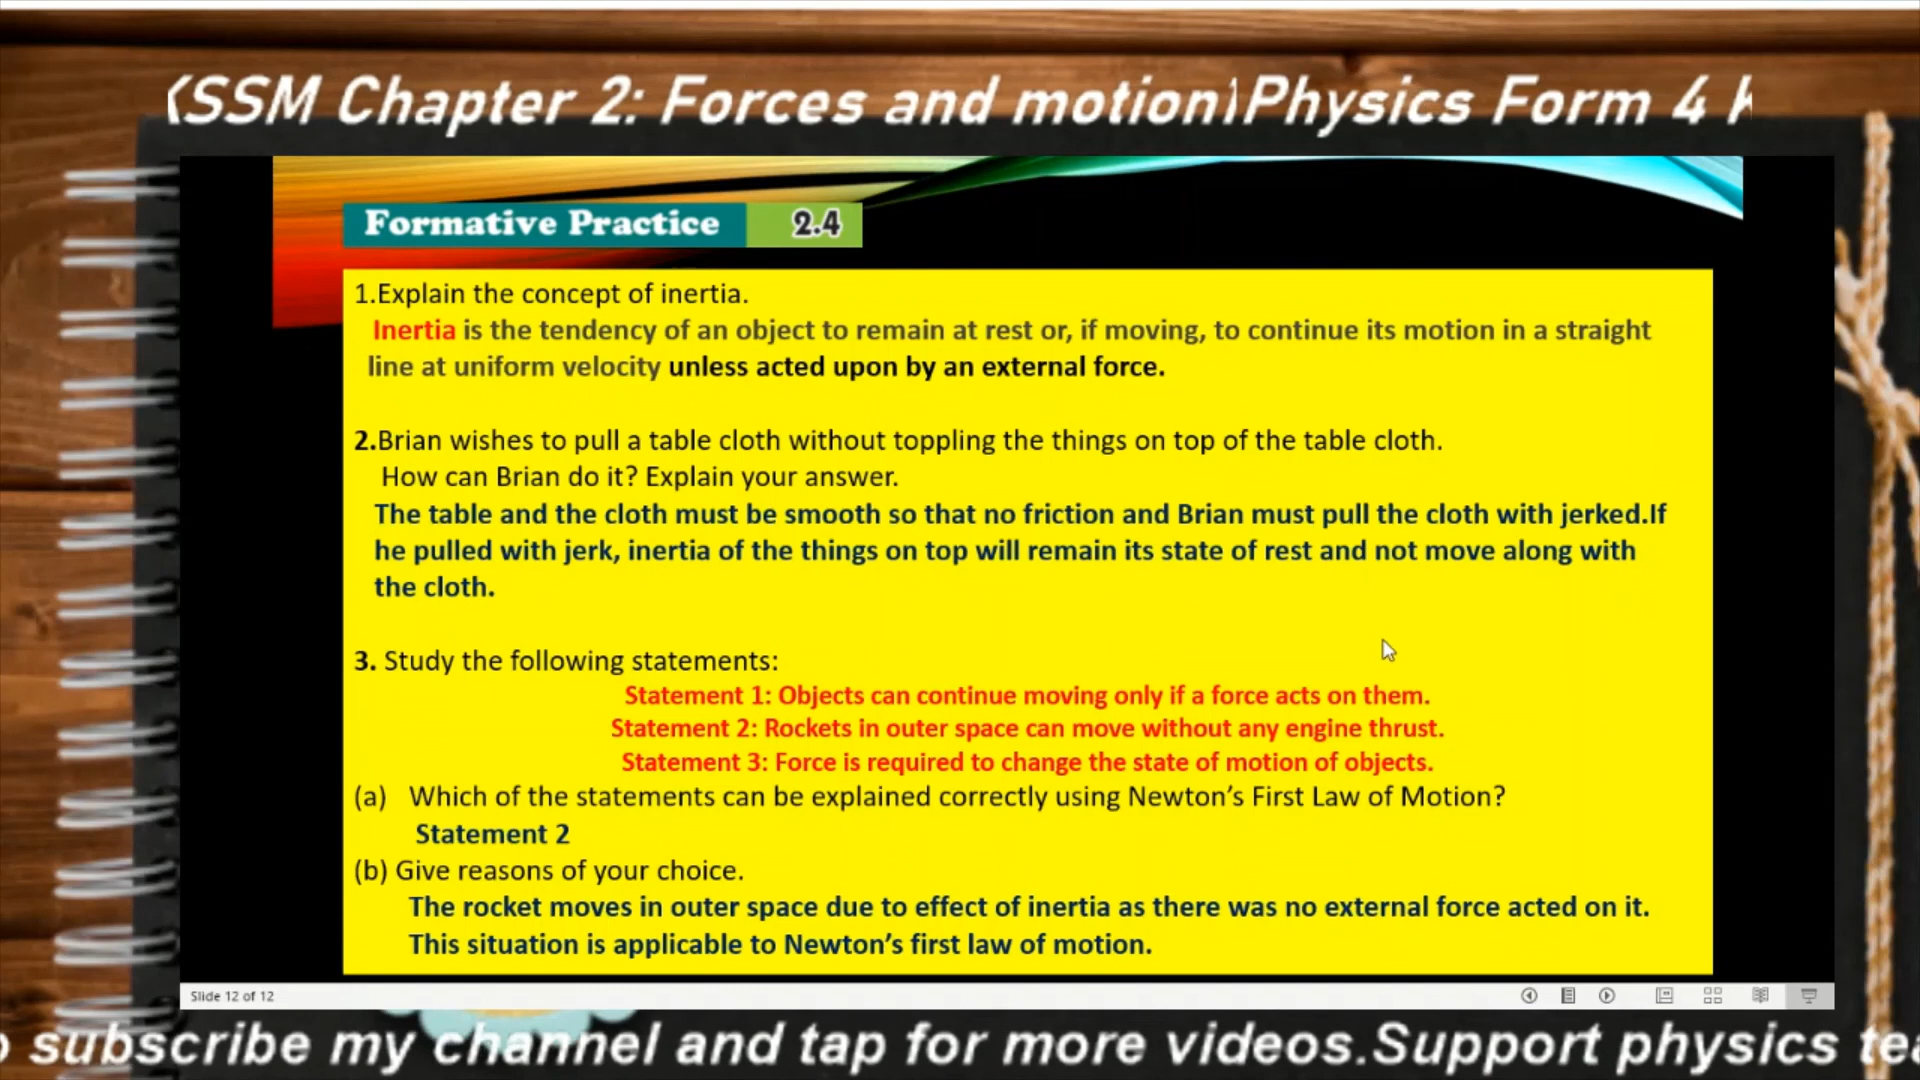 KSSM Chapter 2: Forces and motion)Physics Form 4 K
Formative Practice 2.4
1.Explain the concept of inertia.
Inertia is the tendency of an object to remain at rest or, if moving, to continue its motion in a straight
line at uniform velocity unless acted upon by an external force.
2.Brian wishes to pull a table cloth without toppling the things on top of the table cloth.
How can Brian do it? Explain your answer.
The table and the cloth must be smooth so that no friction and Brian must pull the cloth with jerked.If
he pulled with jerk, inertia of the things on top will remain its state of rest and not move along with
the cloth.
3. Study the following statements:
Statement 1: Objects can continue moving only if a force acts on them.
Statement 2: Rockets in outer space can move without any engine thrust.
Statement 3: Force is required to change the state of motion of objects.
(a) Which of the statements can be explained correctly using Newton's First Law of Motion?
Statement 2
(b) Give reasons of your choice.
The rocket moves in outer space due to effect of inertia as there was no external force acted on it.
This situation is applicable to Newton's first law of motion.
Slide 12 of 12
subscribe my channel and tap for more videos.Support physics